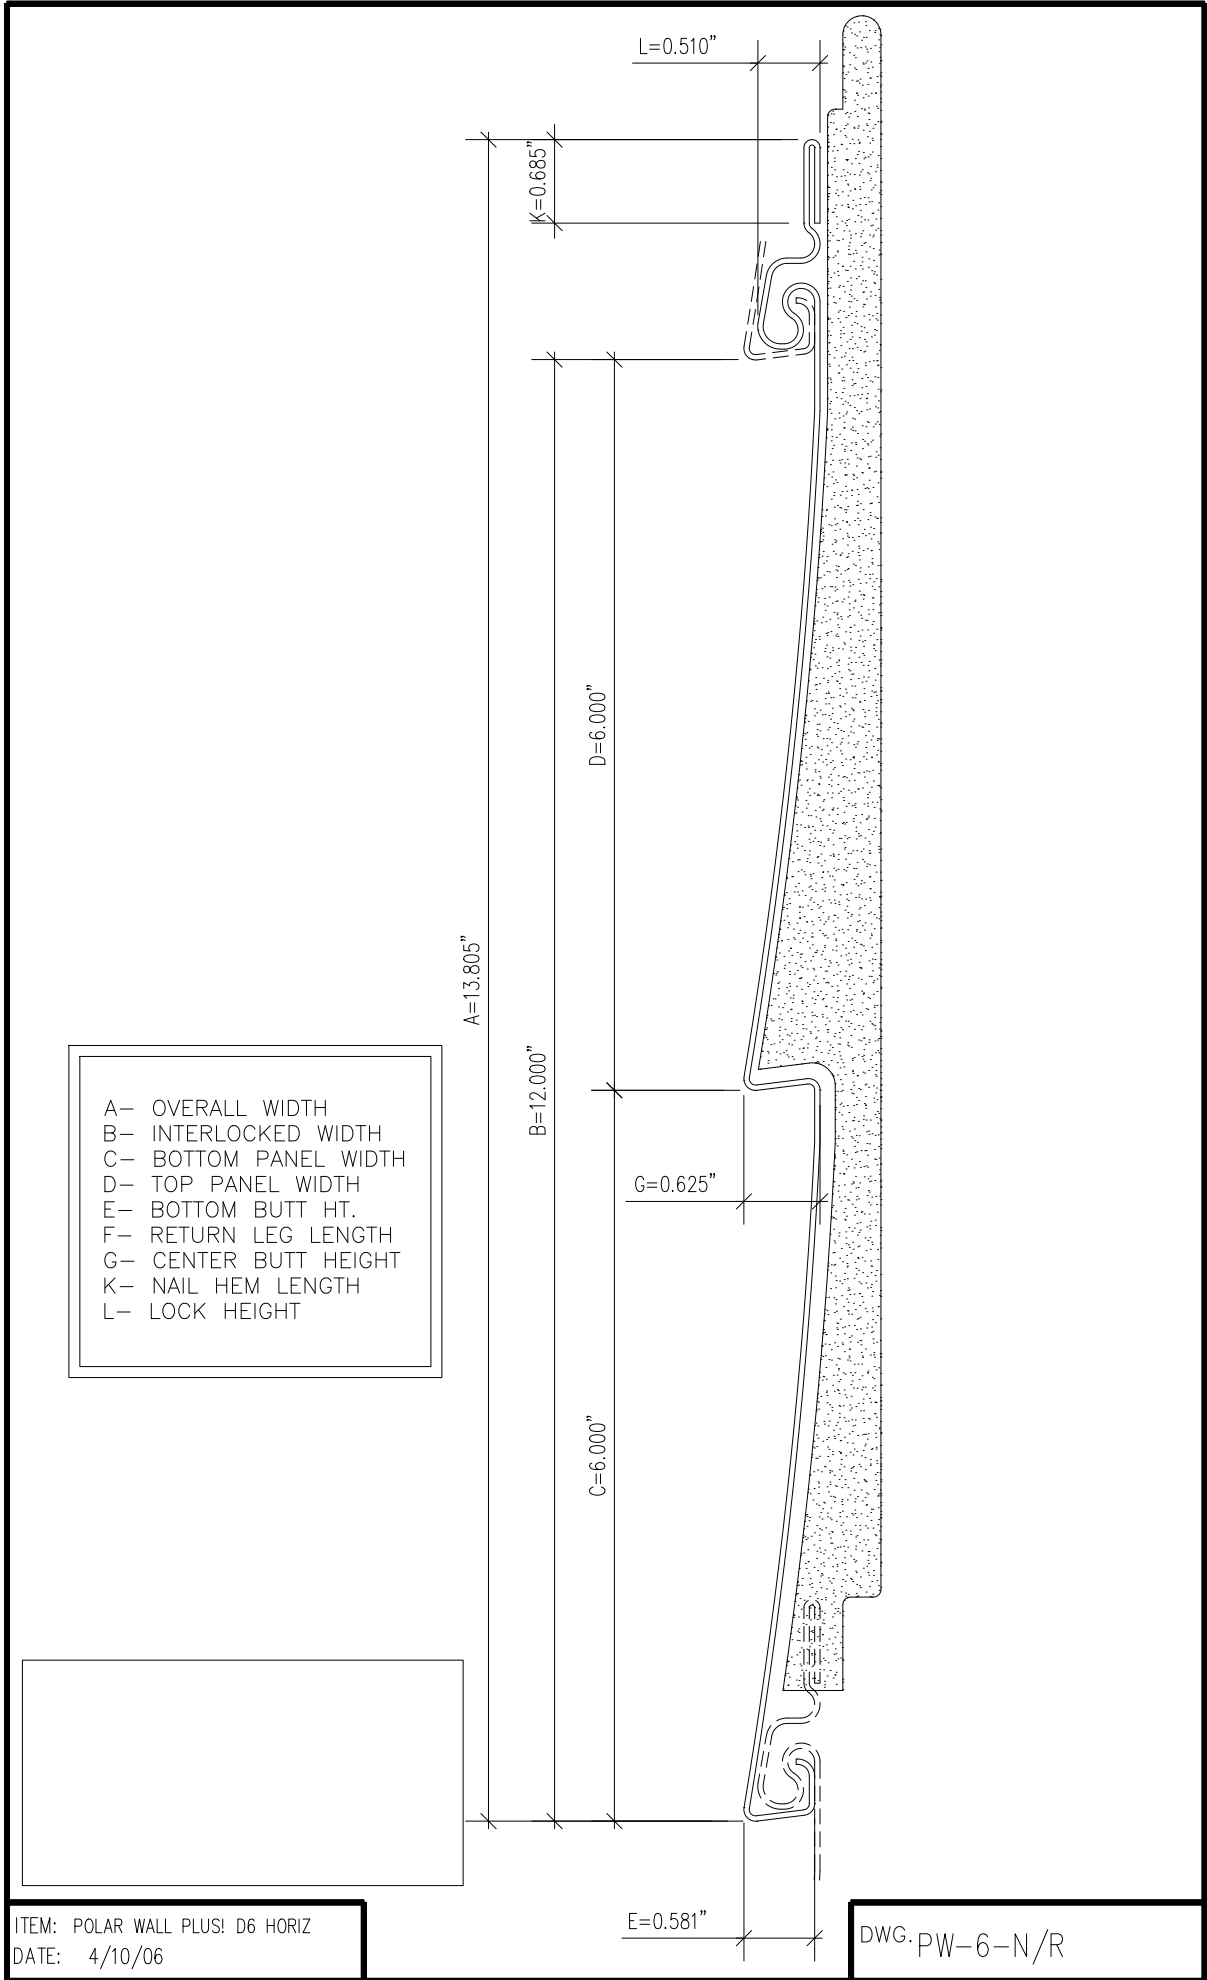 L=0.510”
K=0.685”
D=6.000”
A=13.805”
B=12.000”
G=0.625”
A– OVERALL WIDTH
B– INTERLOCKED WIDTH
C– BOTTOM PANEL WIDTH
D– TOP PANEL WIDTH
E– BOTTOM BUTT HT.
F– RETURN LEG LENGTH
G– CENTER BUTT HEIGHT
K– NAIL HEM LENGTH
L– LOCK HEIGHT
C=6.000”
E=0.581”
ITEM: POLAR WALL PLUS! D6 HORIZ
DATE: 4/10/06
DWG. PW–6–N/R